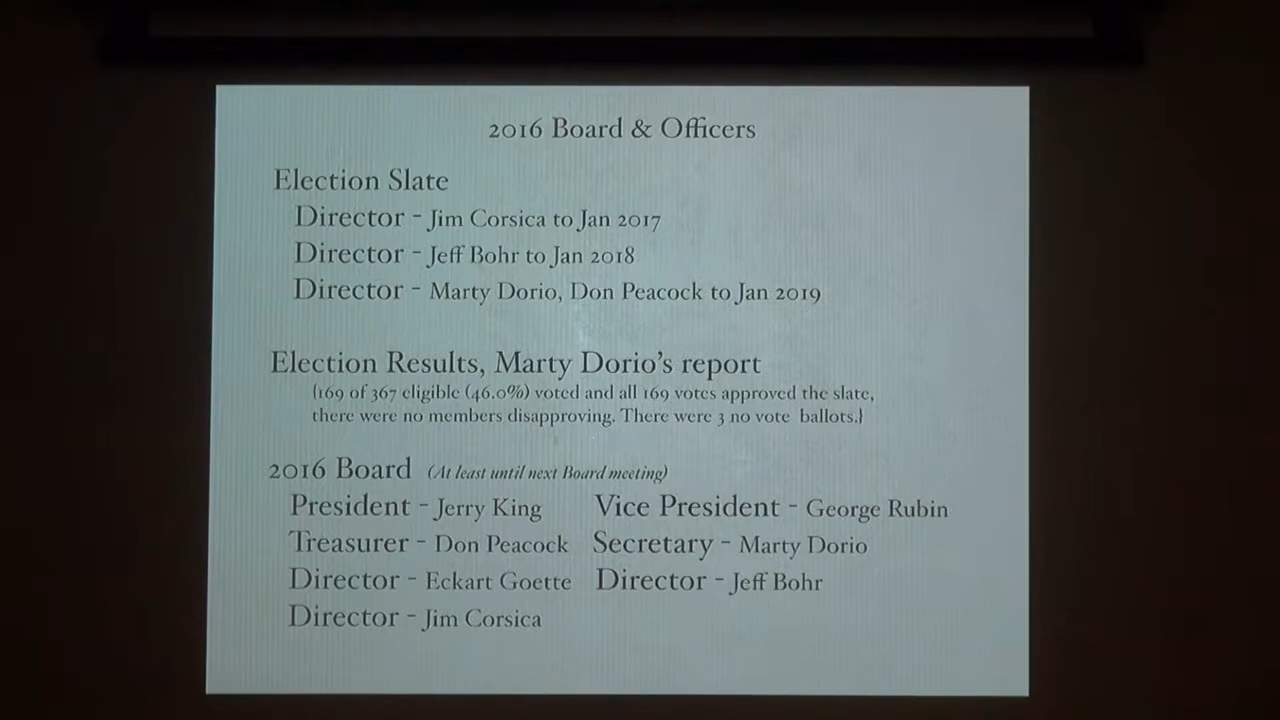 2016 Board & Officers
Election Slate
Director - Jim Corsica to Jan 2017
Director - Jeff Bohr to Jan 2018
Director - Marty Dorio, Don Peacock to Jan 2019
Election Results, Marty Dorio's report
{169 of 367 eligible (46.0%) voted and all 169 votes approved the slate,
there were no members disapproving. There were 3 no vote ballots.}
2016 Board (At least until next Board meeting)
President - Jerry King Vice President - George Rubin
Treasurer - Don Peacock Secretary - Marty Dorio
Director - Eckart Goette Director - Jeff Bohr
Director - Jim Corsica